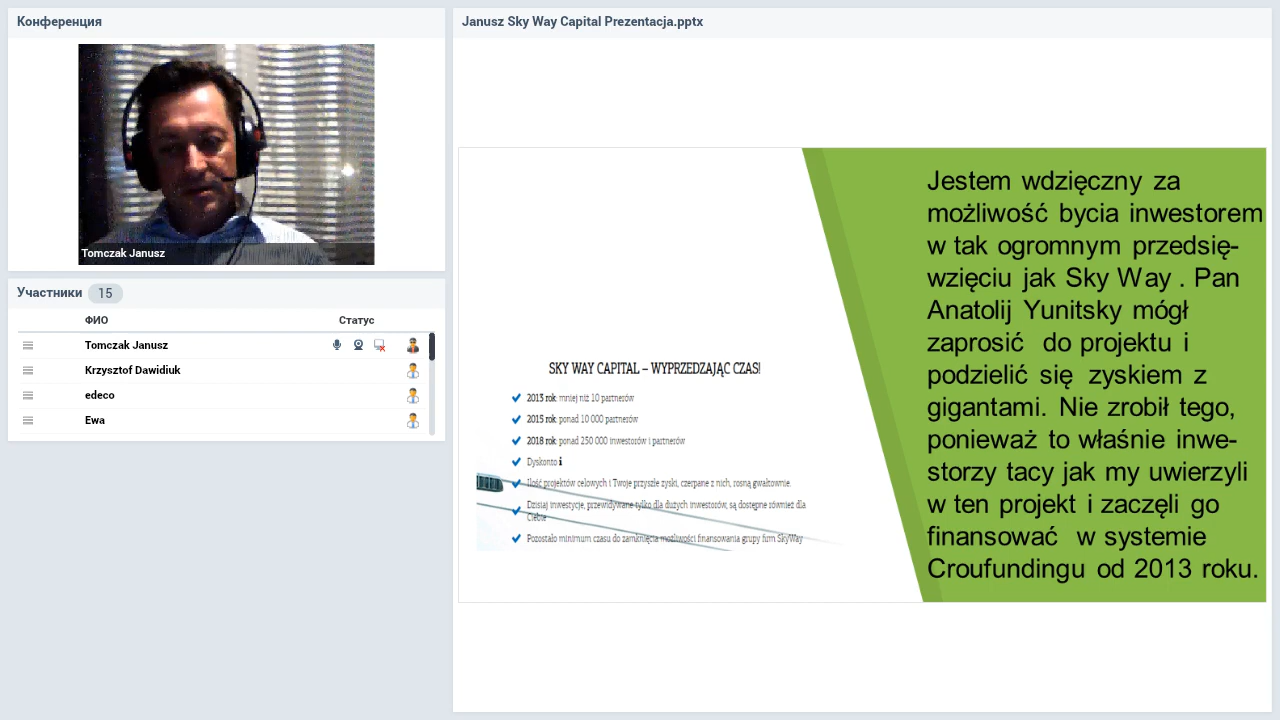 Конференция
Tomczak Janusz
Участники 15
ФИО Статус
Tomczak Janusz
Krzysztof Dawidiuk
edeco
Ewa
Janusz Sky Way Capital Prezentacja.pptx
SKY WAY CAPITAL – WYPRZEDZAJĄC CZAS!
2013 rok: mniej niż 10 partnerów
2015 rok: ponad 10 000 partnerów
2018 rok: ponad 250 000 inwestorów i partnerów
Dyskonto i
Ilość projektów celowych i Twoje przyszłe zyski, czerpane z nich, rosną gwałtownie.
Dzisiaj inwestycje, przewidywane tylko dla dużych inwestorów, są dostępne również dla
Ciebie
Pozostało minimum czasu do zamknięcia możliwości finansowania grupy firm SkyWay
Jestem wdzięczny za
możliwość bycia inwestorem
w tak ogromnym przedsię-
wzięciu jak Sky Way . Pan
Anatolij Yunitsky mógł
zaprosić do projektu i
podzielić się zyskiem z
gigantami. Nie zrobił tego,
ponieważ to właśnie inwe-
storzy tacy jak my uwierzyli
w ten projekt i zaczęli go
finansować w systemie
Croufundingu od 2013 roku.